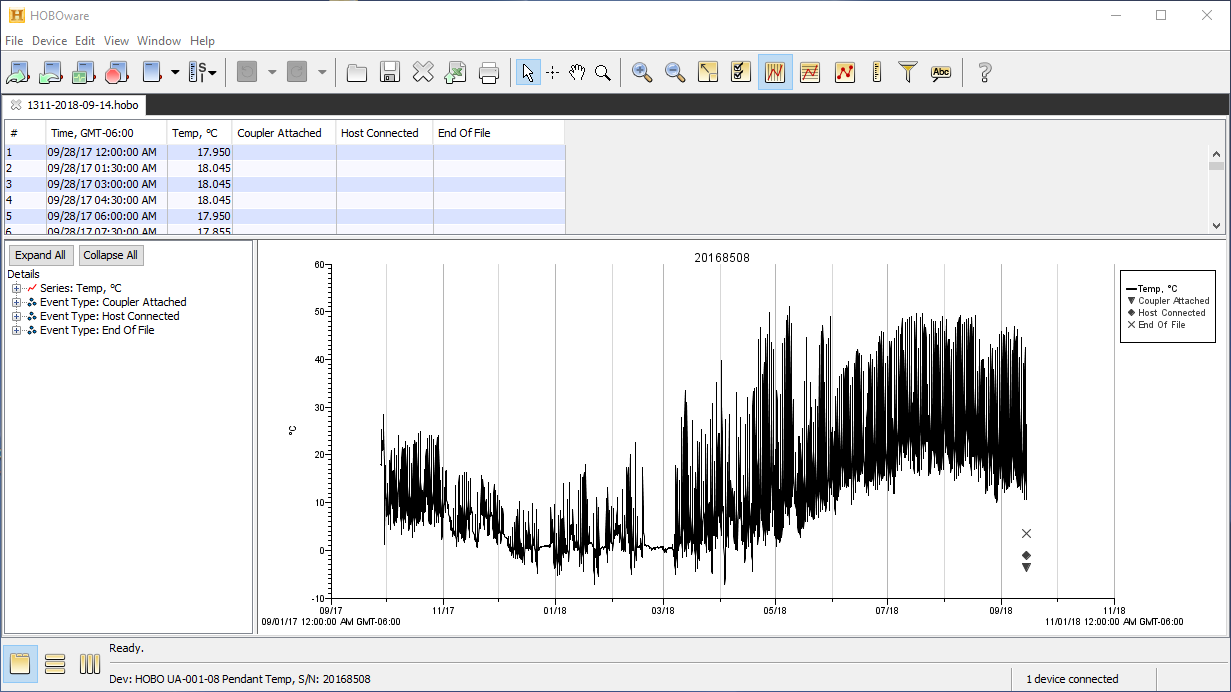 HOBOware
File Device Edit View Window Help
S
I
Abc
1311-2018-09-14.hobo
# Time, GMT-06:00 Temp, °C Coupler Attached Host Connected End Of File
1 09/28/17 12:00:00 AM 17.950
2 09/28/17 01:30:00 AM 18.045
3 09/28/17 03:00:00 AM 18.045
4 09/28/17 04:30:00 AM 18.045
5 09/28/17 06:00:00 AM 17.950
6 09/28/17 07:30:00 AM 17.855
Expand All Collapse All
Details
Series: Temp, °C
Event Type: Coupler Attached
Event Type: Host Connected
Event Type: End Of File
20168508
60
50
40
30
20
10
0
-10
°C
09/17 11/17 01/18 03/18 05/18 07/18 09/18 11/18
09/01/17 12:00:00 AM GMT-06:00 11/01/18 12:00:00 AM GMT-06:00
Temp, °C
Coupler Attached
Host Connected
End Of File
Ready.
Dev: HOBO UA-001-08 Pendant Temp, S/N: 20168508 1 device connected